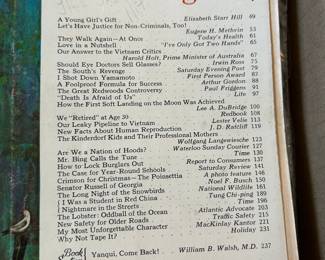 A Young Girl's Gift Elizabeth Starr Hill 49
Let's Have Justice for Non-Criminals, Too!
Eugene H. Methvin 53
They Walk Again—At Once Today's Health 61
Love in a Nutshell "I've Only Got Two Hands" 65
Our Answer to the Vietnam Critics
Harold Holt, Prime Minister of Australia 67
Should Eye Doctors Sell Glasses? Irwin Ross 75
The South's Revenge Saturday Evening Post 79
I Shot Down Yamamoto First Person Award 81
A Foolproof Formula for Success Arthur Gordon 88
The Great Redwoods Controversy Paul Friggens 91
"Death Is Afraid of Us" Life 97
How the First Soft Landing on the Moon Was Achieved
Lee A. DuBridge 100
We "Retired" at Age 30 Redbook 108
Our Leaky Pipeline to Vietnam Lester Velie 113
New Facts About Human Reproduction J. D. Ratcliff 119
The Kinderdorf Kids and Their Professional Mothers
Wolfgang Langewiesche 124
Are We a Nation of Hoods? Waterloo Sunday Courier 127
Mr. Bing Calls the Tune Time 130
How to Lock Burglars Out Report to Consumers 137
The Case for Year-Round Schools Saturday Review 141
Crimson for Christmas—The Poinsettia A photo feature 146
Senator Russell of Georgia Noel F. Busch 150
The Long Night of the Snowbirds National Wildlife 161
I Was a Student in Red China Tung Chi-ping 189
Nightmare in the Streets Time 196
The Lobster: Oddball of the Ocean Atlantic Advocate 203
New Safety for Older Roads Traffic Safety 215
My Most Unforgettable Character MacKinlay Kantor 221
Why Not Tape It? Holiday 231
Book
Yanqui, Come Back! William B. Walsh, M.D. 237